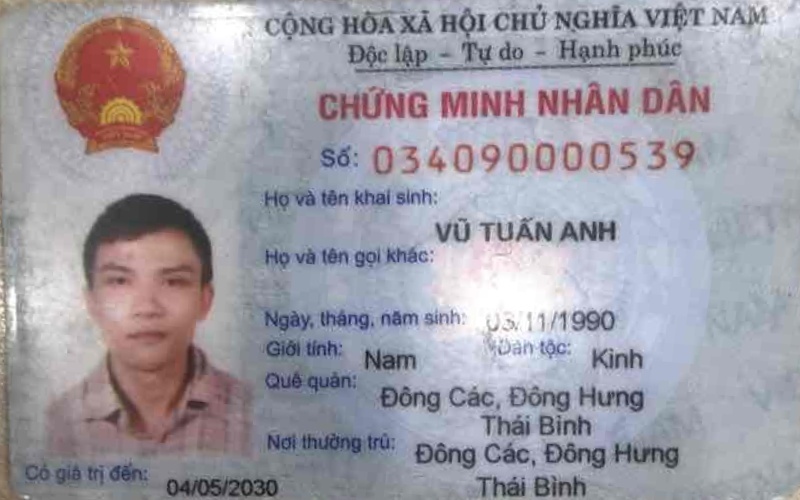 CỘNG HÒA XÃ HỘI CHỦ NGHĨA VIỆT NAM
Độc lập - Tự do - Hạnh phúc
CHỨNG MINH NHÂN DÂN
Số: 034090000539
Họ và tên khai sinh:
VŨ TUẤN ANH
Họ và tên gọi khác:
Ngày, tháng, năm sinh: 03/11/1990
Giới tính: Nam Dân tộc: Kinh
Quê quán: Đông Các, Đông Hưng
Thái Bình
Nơi thường trú: Đông Các, Đông Hưng
Thái Bình
Có giá trị đến: 04/05/2030